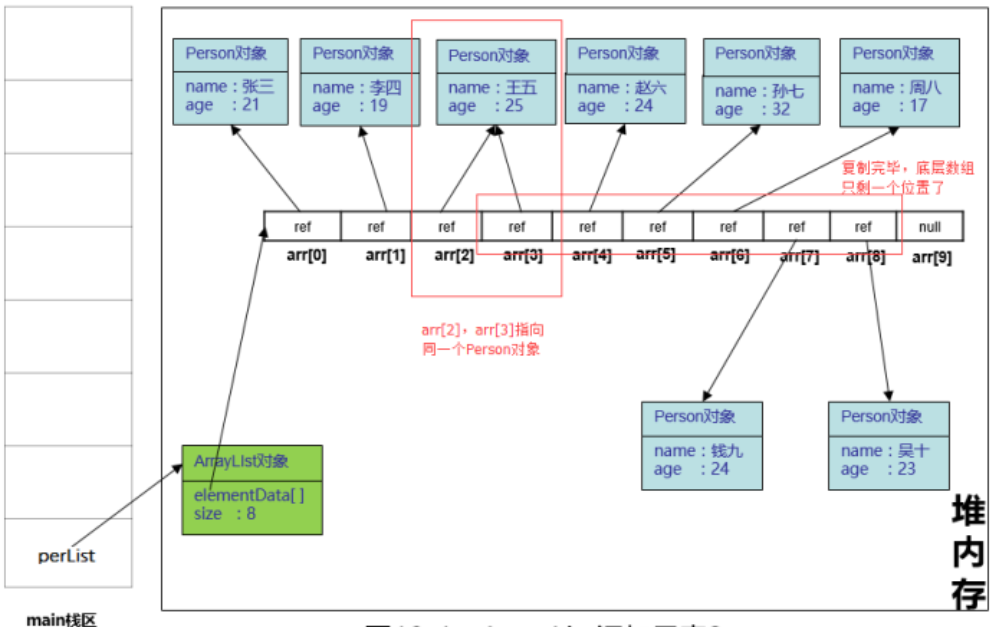 Person对象
name：张三
age ：21
Person对象
name：李四
age ：19
Person对象
name：王五
age ：25
Person对象
name：赵六
age ：24
Person对象
name：孙七
age ：32
Person对象
name：周八
age ：17
复制完毕，底层数组
只剩一个位置了
ref ref ref ref ref ref ref ref ref null
arr[0] arr[1] arr[2] arr[3] arr[4] arr[5] arr[6] arr[7] arr[8] arr[9]
arr[2]，arr[3]指向
同一个Person对象
Person对象
name：钱九
age ：24
Person对象
name：吴十
age ：23
ArrayList对象
elementData[ ]
size ：8
堆
内
存
perList
main栈区